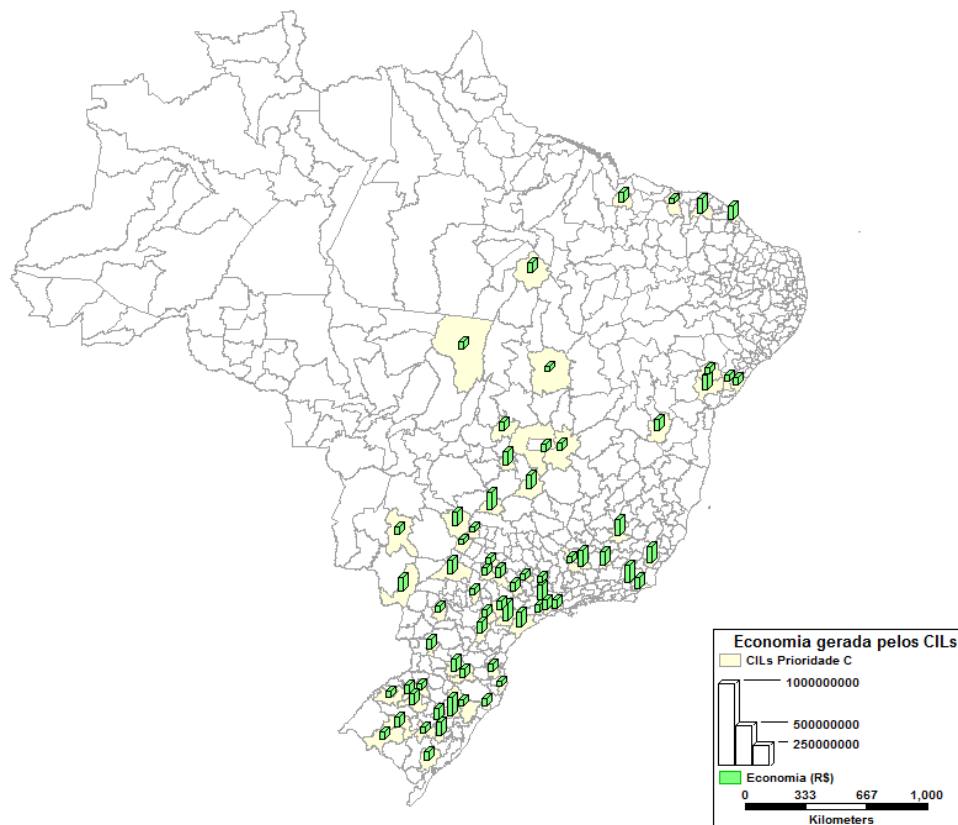 Economia gerada pelos CILs
CILs Prioridade C
1000000000
500000000
250000000
Economia (R$)
0 333 667 1,000
Kilometers